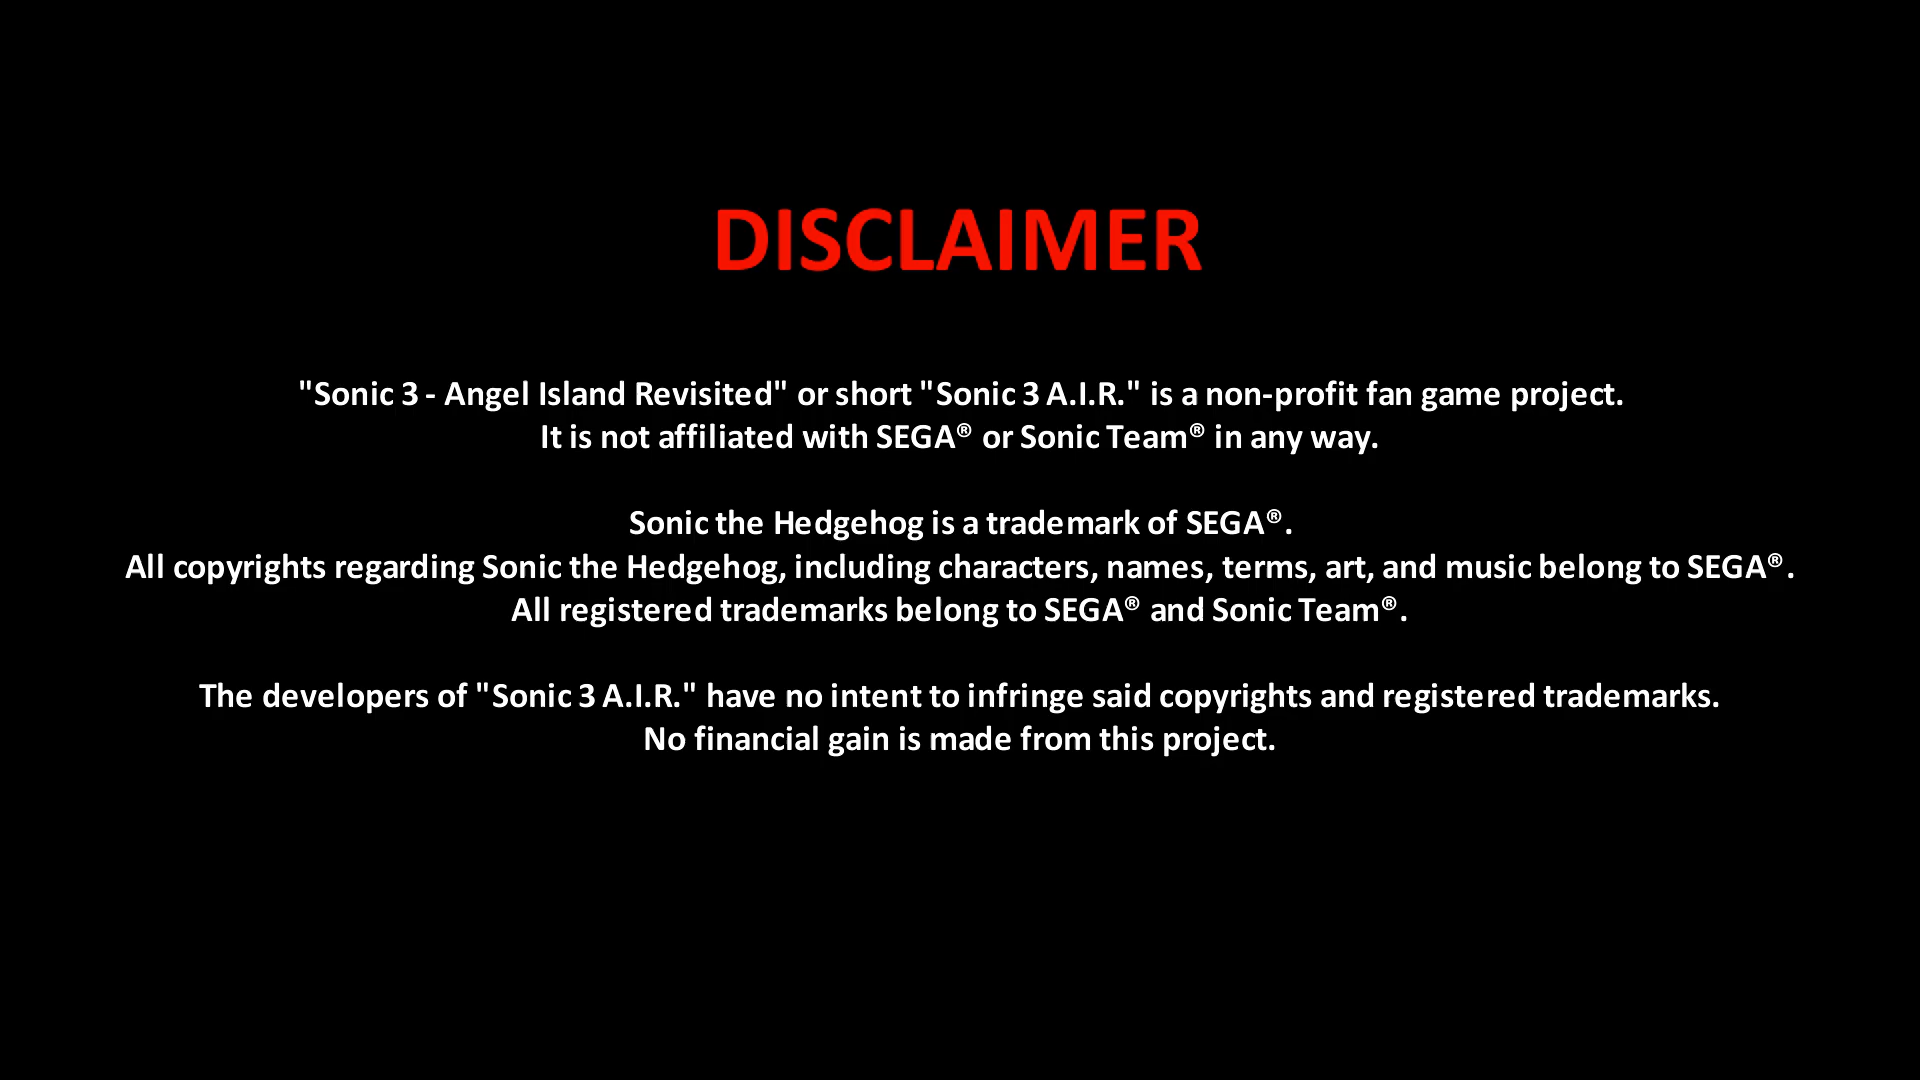 DISCLAIMER
"Sonic 3 - Angel Island Revisited" or short "Sonic 3 A.I.R." is a non-profit fan game project.
It is not affiliated with SEGA® or Sonic Team® in any way.
Sonic the Hedgehog is a trademark of SEGA®.
All copyrights regarding Sonic the Hedgehog, including characters, names, terms, art, and music belong to SEGA®.
All registered trademarks belong to SEGA® and Sonic Team®.
The developers of "Sonic 3 A.I.R." have no intent to infringe said copyrights and registered trademarks.
No financial gain is made from this project.